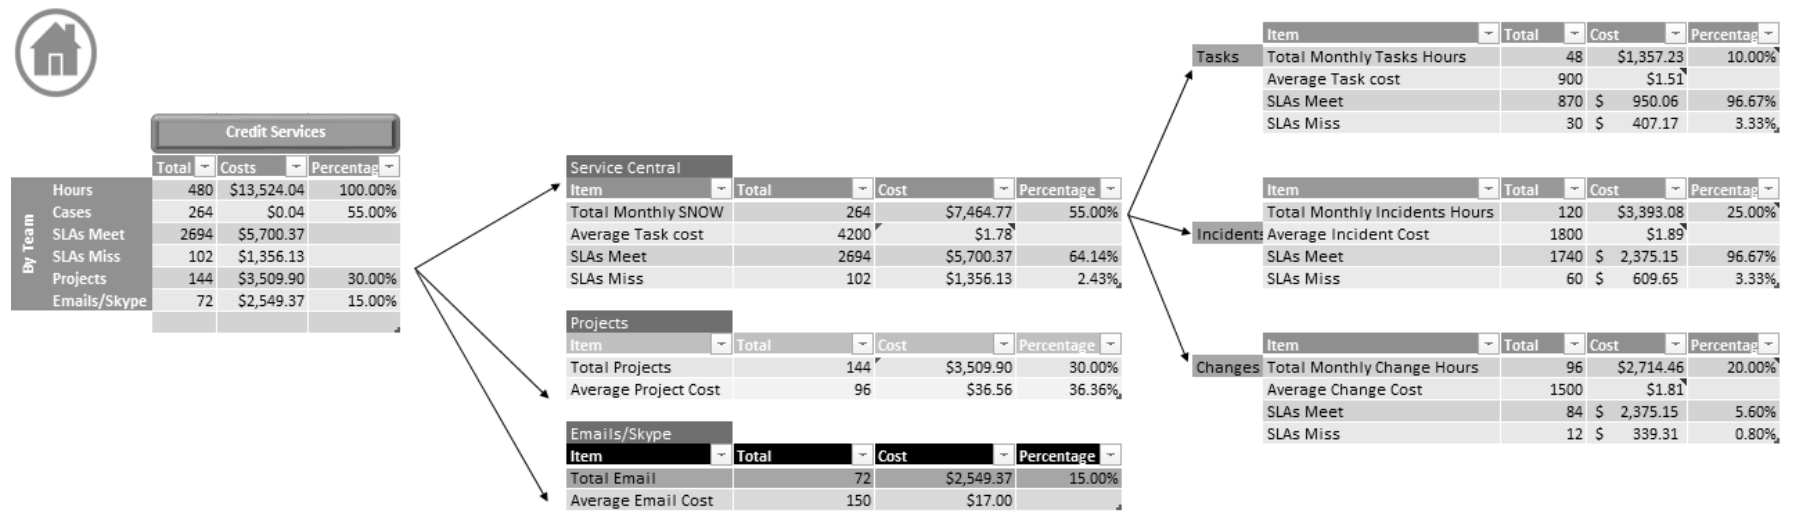 Credit Services
Total Costs Percentag
By Team
Hours 480 $13,524.04 100.00%
Cases 264 $0.04 55.00%
SLAs Meet 2694 $5,700.37
SLAs Miss 102 $1,356.13
Projects 144 $3,509.90 30.00%
Emails/Skype 72 $2,549.37 15.00%
Service Central
Item Total Cost Percentage
Total Monthly SNOW 264 $7,464.77 55.00%
Average Task cost 4200 $1.78
SLAs Meet 2694 $5,700.37 64.14%
SLAs Miss 102 $1,356.13 2.43%
Projects
Item Total Cost Percentage
Total Projects 144 $3,509.90 30.00%
Average Project Cost 96 $36.56 36.36%
Emails/Skype
Item Total Cost Percentage
Total Email 72 $2,549.37 15.00%
Average Email Cost 150 $17.00
Item Total Cost Percentag
Tasks Total Monthly Tasks Hours 48 $1,357.23 10.00%
Average Task cost 900 $1.51
SLAs Meet 870 $ 950.06 96.67%
SLAs Miss 30 $ 407.17 3.33%
Item Total Cost Percentag
Total Monthly Incidents Hours 120 $3,393.08 25.00%
Incidents Average Incident Cost 1800 $1.89
SLAs Meet 1740 $ 2,375.15 96.67%
SLAs Miss 60 $ 609.65 3.33%
Item Total Cost Percentag
Changes Total Monthly Change Hours 96 $2,714.46 20.00%
Average Change Cost 1500 $1.81
SLAs Meet 84 $ 2,375.15 5.60%
SLAs Miss 12 $ 339.31 0.80%